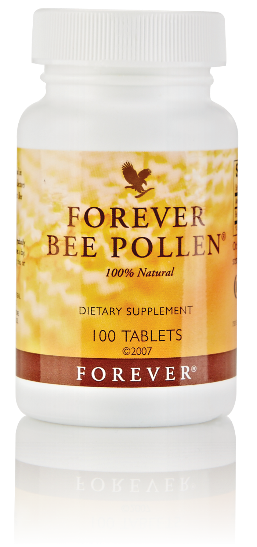 FOREVER
BEE POLLEN®
100% Natural
DIETARY SUPPLEMENT
100 TABLETS
©2007
FOREVER®